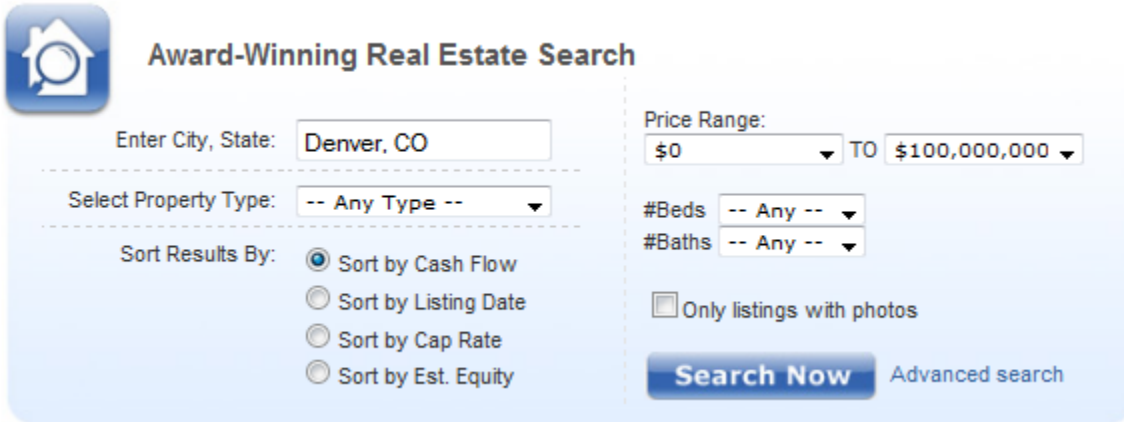 Award-Winning Real Estate Search
Enter City, State: Denver, CO
Select Property Type: -- Any Type --
Sort Results By:
Sort by Cash Flow
Sort by Listing Date
Sort by Cap Rate
Sort by Est. Equity
Price Range:
$0 TO $100,000,000
#Beds -- Any --
#Baths -- Any --
Only listings with photos
Search Now Advanced search